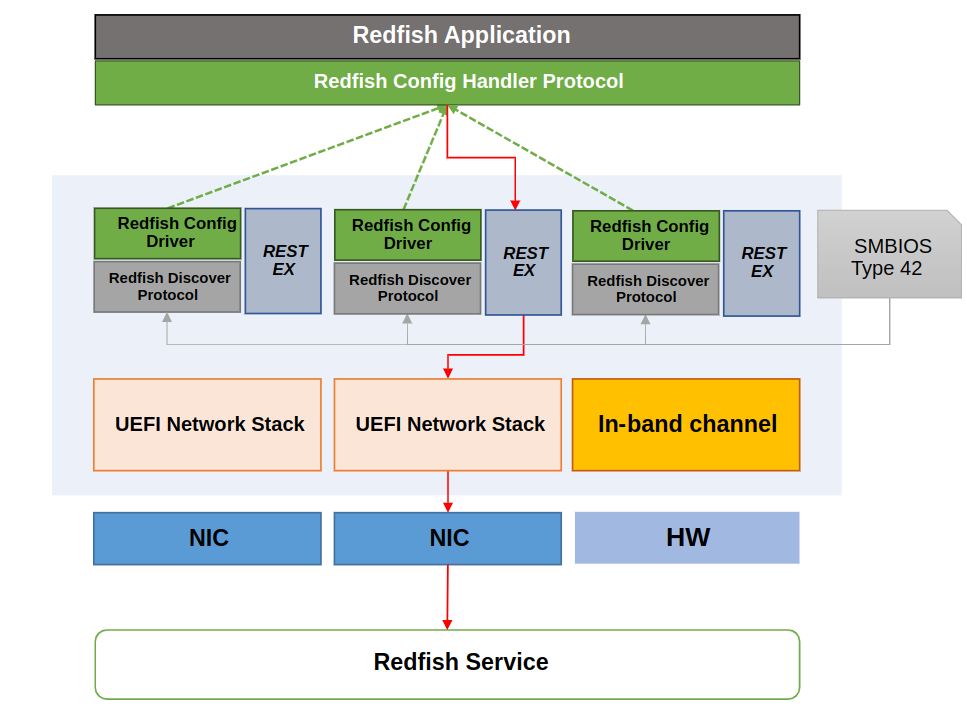 Redfish Application
Redfish Config Handler Protocol
Redfish Config
Driver
Redfish Discover
Protocol
REST
EX
Redfish Config
Driver
Redfish Discover
Protocol
REST
EX
Redfish Config
Driver
Redfish Discover
Protocol
REST
EX
SMBIOS
Type 42
UEFI Network Stack
UEFI Network Stack
In-band channel
NIC
NIC
HW
Redfish Service